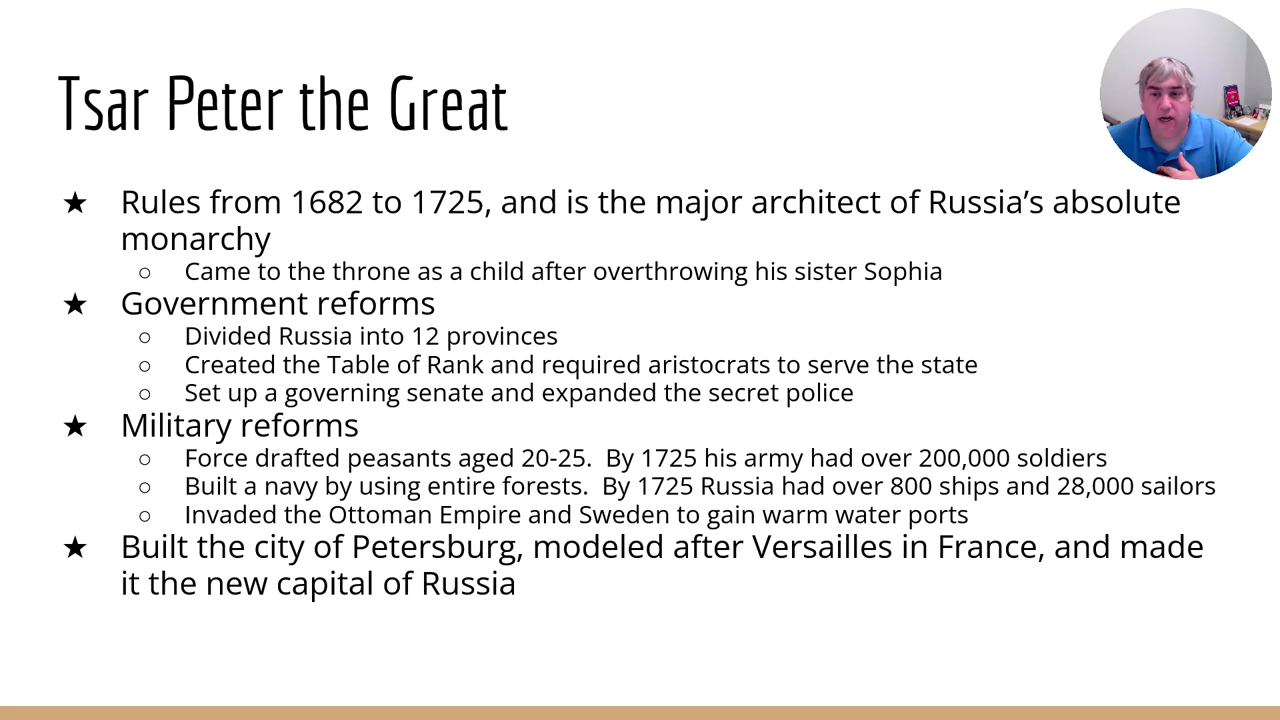 Tsar Peter the Great
★ Rules from 1682 to 1725, and is the major architect of Russia’s absolute
monarchy
○ Came to the throne as a child after overthrowing his sister Sophia
★ Government reforms
○ Divided Russia into 12 provinces
○ Created the Table of Rank and required aristocrats to serve the state
○ Set up a governing senate and expanded the secret police
★ Military reforms
○ Force drafted peasants aged 20-25.  By 1725 his army had over 200,000 soldiers
○ Built a navy by using entire forests.  By 1725 Russia had over 800 ships and 28,000 sailors
○ Invaded the Ottoman Empire and Sweden to gain warm water ports
★ Built the city of Petersburg, modeled after Versailles in France, and made
it the new capital of Russia